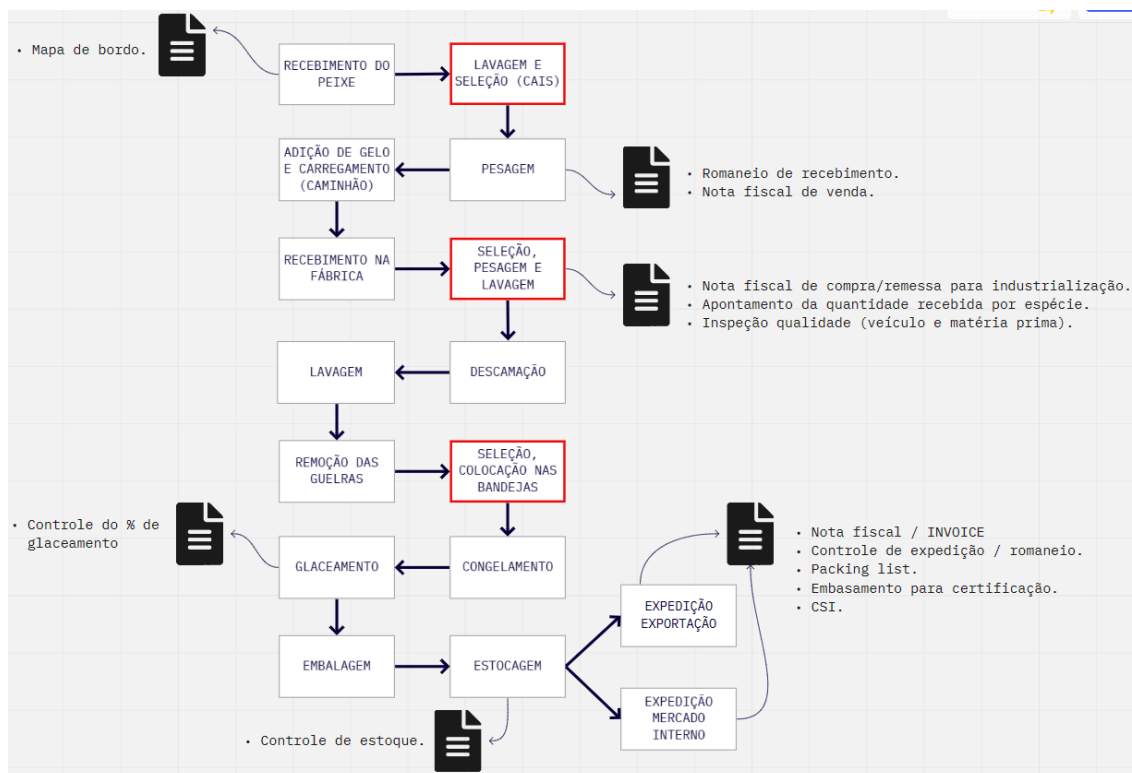 • Mapa de bordo.
RECEBIMENTO DO
PEIXE
LAVAGEM E
SELEÇÃO (CAIS)
ADIÇÃO DE GELO
E CARREGAMENTO
(CAMINHÃO)
PESAGEM
• Romaneio de recebimento.
• Nota fiscal de venda.
RECEBIMENTO NA
FÁBRICA
SELEÇÃO,
PESAGEM E
LAVAGEM
• Nota fiscal de compra/remessa para industrialização.
• Apontamento da quantidade recebida por espécie.
• Inspeção qualidade (veículo e matéria prima).
LAVAGEM
DESCAMAÇÃO
REMOÇÃO DAS
GUELRAS
SELEÇÃO,
COLOCAÇÃO NAS
BANDEJAS
• Controle do % de
glaceamento
GLACEAMENTO
CONGELAMENTO
• Nota fiscal / INVOICE
• Controle de expedição / romaneio.
• Packing list.
• Embasamento para certificação.
• CSI.
EXPEDIÇÃO
EXPORTAÇÃO
EMBALAGEM
ESTOCAGEM
EXPEDIÇÃO
MERCADO
INTERNO
• Controle de estoque.